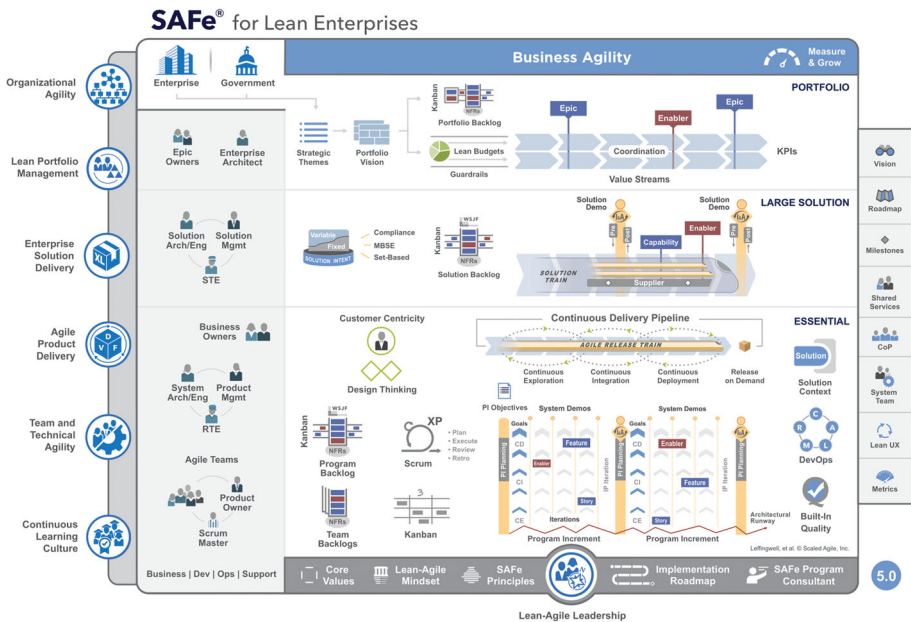 SAFe® for Lean Enterprises
Organizational
Agility
Lean Portfolio
Management
Enterprise
Solution
Delivery
Agile
Product
Delivery
Team and
Technical
Agility
Continuous
Learning
Culture
Enterprise
Government
Business Agility
Measure
& Grow
PORTFOLIO
Epic
Owners
Enterprise
Architect
Strategic
Themes
Portfolio
Vision
Kanban
NFRs
Portfolio Backlog
Lean Budgets
Guardrails
Epic
Enabler
Epic
Coordination
KPIs
Value Streams
LARGE SOLUTION
Solution
Arch/Eng
Solution
Mgmt
STE
Variable
Fixed
SOLUTION INTENT
Compliance
MBSE
Set-Based
Kanban
WSJF
NFRs
Solution Backlog
Solution
Demo
Solution
Demo
I&A
I&A
Pre
Post
Pre
Post
Capability
Enabler
SOLUTION
TRAIN
Supplier
ESSENTIAL
Business
Owners
System
Arch/Eng
Product
Mgmt
RTE
Agile Teams
Product
Owner
Scrum
Master
Business | Dev | Ops | Support
Customer Centricity
Design Thinking
Continuous Delivery Pipeline
AGILE RELEASE TRAIN
Continuous
Exploration
Continuous
Integration
Continuous
Deployment
Release
on Demand
Solution
Solution
Context
Kanban
WSJF
NFRs
Program
Backlog
XP
Scrum
• Plan
• Execute
• Review
• Retro
NFRs
Team
Backlogs
3
Kanban
PI Objectives
System Demos
System Demos
PI Planning
Goals
CD
CI
CE
Enabler
Feature
Story
IP Iteration
I&A
PI Planning
Goals
CD
CI
CE
Enabler
Feature
Story
IP Iteration
I&A
PI Planning
Iterations
Architectural
Runway
Program Increment
Program Increment
C
A
L
M
R
DevOps
Built-In
Quality
Leffingwell, et al. © Scaled Agile, Inc.
Core
Values
Lean-Agile
Mindset
SAFe
Principles
Implementation
Roadmap
SAFe Program
Consultant
Lean-Agile Leadership
Vision
Roadmap
Milestones
Shared
Services
CoP
System
Team
Lean UX
Metrics
5.0
XL
D
V
F